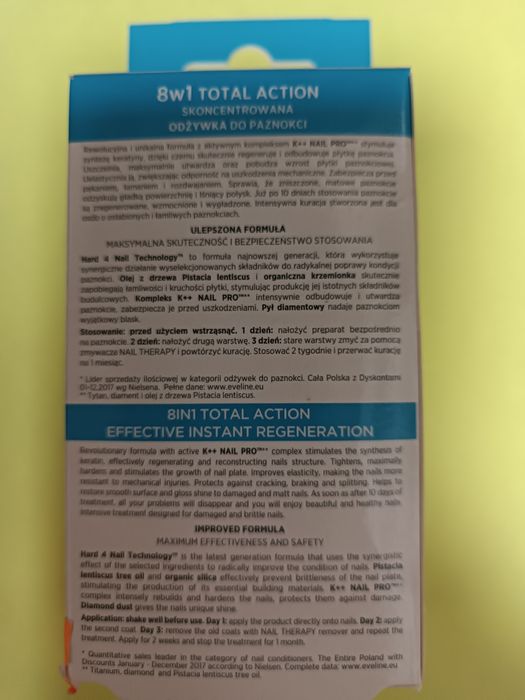 8w1 TOTAL ACTION
SKONCENTROWANA
ODŻYWKA DO PAZNOKCI
Rewolucyjna i unikalna formuła z aktywnym kompleksem K++ NAIL PRO™** stymuluje
syntezę keratyny, dzięki czemu skutecznie regeneruje i odbudowuje płytkę paznokcia.
Uszczelnia, maksymalnie utwardza oraz pobudza wzrost płytki paznokciowej.
Uelastycznia ją, zwiększając odporność na uszkodzenia mechaniczne. Zabezpiecza przed
pękaniem, łamaniem i rozdwajaniem. Sprawia, że zniszczone, matowe paznokcie
odzyskują gładką powierzchnię i lśniący połysk. Już po 10 dniach stosowania paznokcie
są zregenerowane, wzmocnione i wygładzone. Intensywna kuracja stworzona jest dla
osób o osłabionych i łamliwych paznokciach.
ULEPSZONA FORMUŁA
MAKSYMALNA SKUTECZNOŚĆ I BEZPIECZEŃSTWO STOSOWANIA
Hard 4 Nail Technology™ to formuła najnowszej generacji, która wykorzystuje
synergiczne działanie wyselekcjonowanych składników do radykalnej poprawy kondycji
paznokci. Olej z drzewa Pistacia lentiscus i organiczna krzemionka skutecznie
zapobiegają łamliwości i kruchości płytki, stymulując produkcję jej istotnych składników
budulcowych. Kompleks K++ NAIL PRO™** intensywnie odbudowuje i utwardza
paznokcie, zabezpiecza je przed uszkodzeniami. Pył diamentowy nadaje paznokciom
wyjątkowy blask.
Stosowanie: przed użyciem wstrząsnąć. 1 dzień: nałożyć preparat bezpośrednio
na paznokcie. 2 dzień: nałożyć drugą warstwę. 3 dzień: stare warstwy zmyć za pomocą
zmywacza NAIL THERAPY i powtórzyć kurację. Stosować 2 tygodnie i przerwać kurację
na 1 miesiąc.
* Lider sprzedaży ilościowej w kategorii odżywek do paznokci. Cała Polska z Dyskontami
01-12.2017 wg Nielsena. Pełne dane: www.eveline.eu
** Tytan, diament i olej z drzewa Pistacia lentiscus.
8IN1 TOTAL ACTION
EFFECTIVE INSTANT REGENERATION
Revolutionary formula with active K++ NAIL PRO™** complex stimulates the synthesis of
keratin, effectively regenerating and reconstructing nails structure. Tightens, maximally
hardens and stimulates the growth of nail plate. Improves elasticity, making the nails more
resistant to mechanical injuries. Protects against cracking, braking and splitting. Helps to
restore smooth surface and gloss shine to damaged and matt nails. As soon as after 10 days of
treatment, all your problems will disappear and you will enjoy beautiful and healthy nails.
Intensive treatment designed for damaged and brittle nails.
IMPROVED FORMULA
MAXIMUM EFFECTIVENESS AND SAFETY
Hard 4 Nail Technology™ is the latest generation formula that uses the synergistic
effect of the selected ingredients to radically improve the condition of nails. Pistacia
lentiscus tree oil and organic silica effectively prevent brittleness of the nail plate,
stimulating the production of its essential building materials. K++ NAIL PRO™**
complex intensely rebuilds and hardens the nails, protects them against damage.
Diamond dust gives the nails unique shine.
Application: shake well before use. Day 1: apply the product directly onto nails. Day 2: apply
the second coat. Day 3: remove the old coats with NAIL THERAPY remover and repeat the
treatment. Apply for 2 weeks and stop the treatment for 1 month.
* Quantitative sales leader in the category of nail conditioners. The Entire Poland with
Discounts January - December 2017 according to Nielsen. Complete data: www.eveline.eu
** Titanium, diamond and Pistacia lentiscus tree oil.